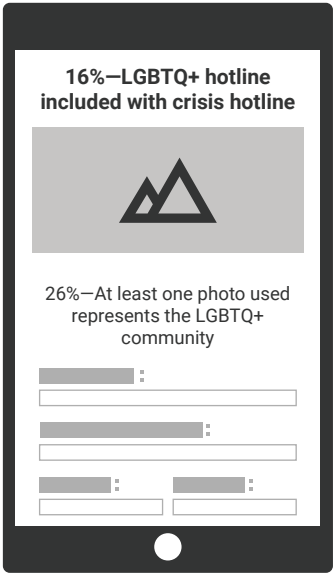 16%—LGBTQ+ hotline
included with crisis hotline
26%—At least one photo used
represents the LGBTQ+
community
:
:
: :